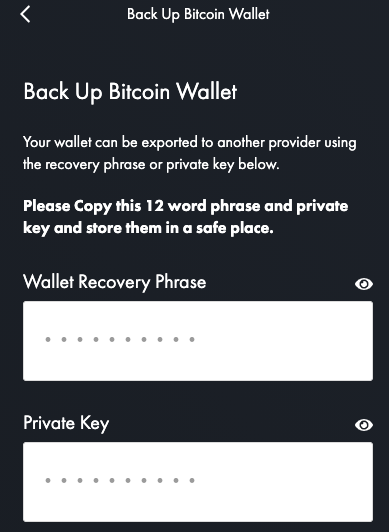 Back Up Bitcoin Wallet
Back Up Bitcoin Wallet
Your wallet can be exported to another provider using
the recovery phrase or private key below.
Please Copy this 12 word phrase and private
key and store them in a safe place.
Wallet Recovery Phrase
• • • • • • • • • •
Private Key
• • • • • • • • • •